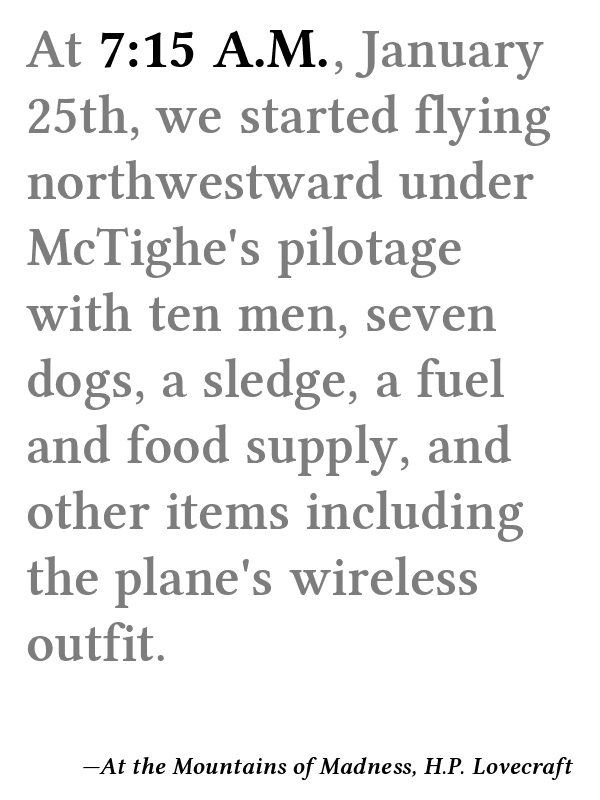 At 7:15 A.M., January
25th, we started flying
northwestward under
McTighe's pilotage
with ten men, seven
dogs, a sledge, a fuel
and food supply, and
other items including
the plane's wireless
outfit.
—At the Mountains of Madness, H.P. Lovecraft